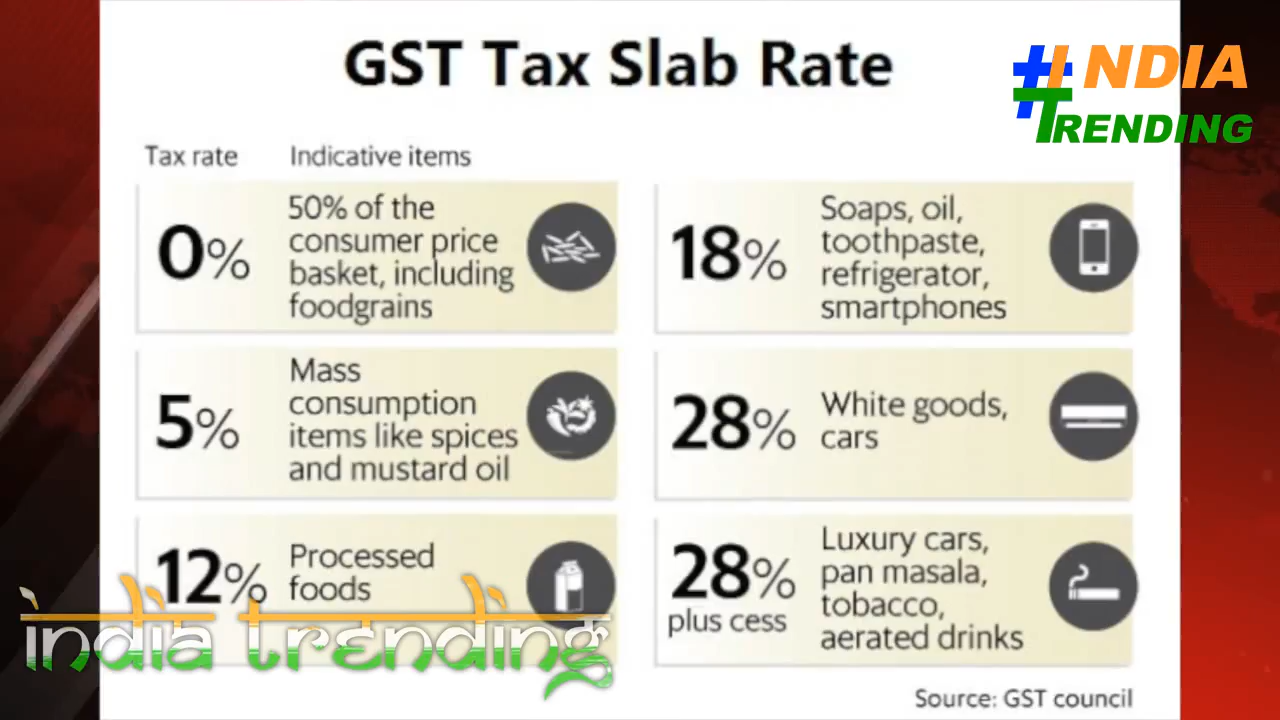 GST Tax Slab Rate
#INDIA
TRENDING
Tax rate Indicative items
0%
50% of the
consumer price
basket, including
foodgrains
18%
Soaps, oil,
toothpaste,
refrigerator,
smartphones
5%
Mass
consumption
items like spices
and mustard oil
28%
White goods,
cars
12%
Processed
foods
28%
plus cess
Luxury cars,
pan masala,
tobacco,
aerated drinks
india trending
Source: GST council